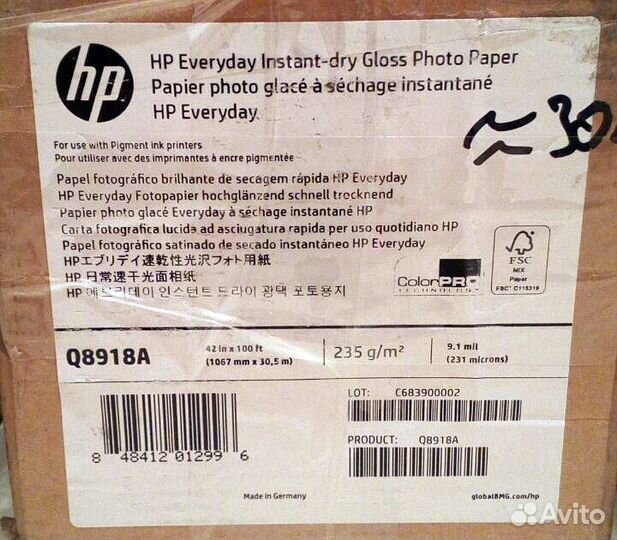 hp
HP Everyday Instant-dry Gloss Photo Paper
Papier photo glacé à séchage instantané
HP Everyday
≈ 30
For use with Pigment ink printers
Pour utiliser avec des imprimantes à encre pigmentée
Papel fotográfico brilhante de secagem rápida HP Everyday
HP Everyday Fotopapier hochglänzend schnell trocknend
Papier photo glacé Everyday à séchage instantané HP
Carta fotografica lucida ad asciugatura rapida per uso quotidiano HP
Papel fotográfico satinado de secado instantáneo HP Everyday
HPエブリデイ速乾性光沢フォト用紙
HP 日常速干光面相纸
HP 에브리데이 인스턴트 드라이 광택 포토용지
ColorPRO
TECHNOLOGY
FSC
MIX
Paper
FSC® C115319
Q8918A
42 in x 100 ft
(1067 mm x 30,5 m)
235 g/m²
9.1 mil
(231 microns)
LOT: C683900002
PRODUCT: Q8918A
8 48412 01299 6
Made in Germany
globalBMG.com/hp
Avito